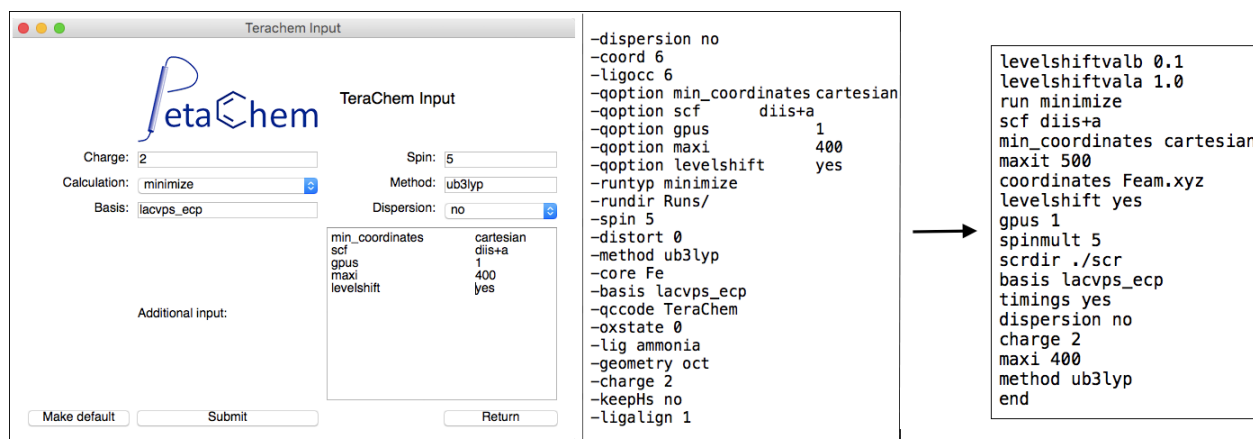 Terachem Input
PetaChem
TeraChem Input
Charge: 2 Spin: 5
Calculation: minimize Method: ub3lyp
Basis: lacvps_ecp Dispersion: no
Additional input:
min_coordinates cartesian
scf diis+a
gpus 1
maxi 400
levelshift yes
Make default Submit Return
-dispersion no
-coord 6
-ligocc 6
-qoption min_coordinates cartesian
-qoption scf diis+a
-qoption gpus 1
-qoption maxi 400
-qoption levelshift yes
-runtyp minimize
-rundir Runs/
-spin 5
-distort 0
-method ub3lyp
-core Fe
-basis lacvps_ecp
-qccode TeraChem
-oxstate 0
-lig ammonia
-geometry oct
-charge 2
-keepHs no
-ligalign 1
levelshiftvalb 0.1
levelshiftvala 1.0
run minimize
scf diis+a
min_coordinates cartesian
maxit 500
coordinates Feam.xyz
levelshift yes
gpus 1
spinmult 5
scrdir ./scr
basis lacvps_ecp
timings yes
dispersion no
charge 2
maxi 400
method ub3lyp
end